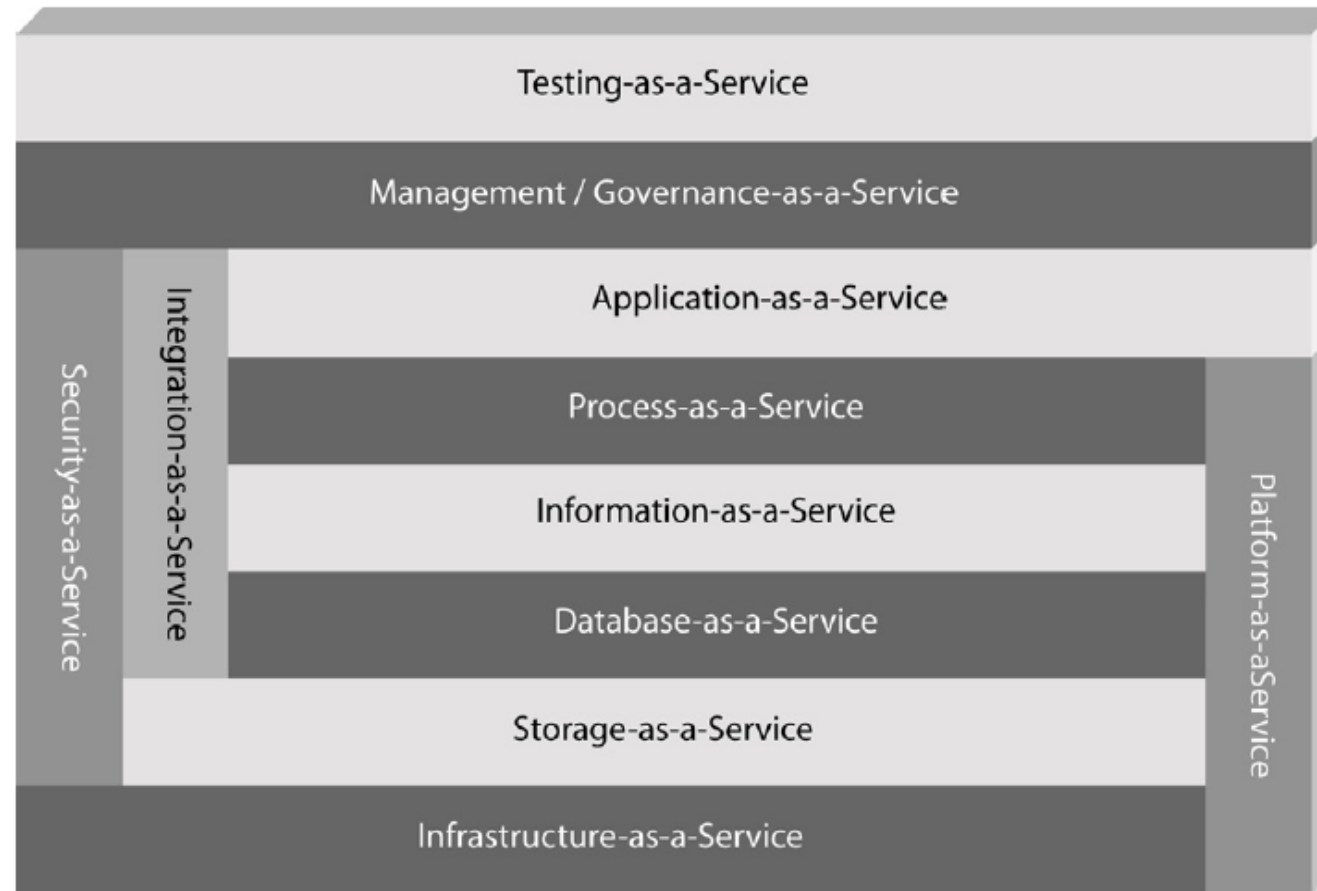 Testing-as-a-Service
Management / Governance-as-a-Service
Security-as-a-Service
Integration-as-a-Service
Application-as-a-Service
Process-as-a-Service
Information-as-a-Service
Database-as-a-Service
Storage-as-a-Service
Infrastructure-as-a-Service
Platform-as-aService